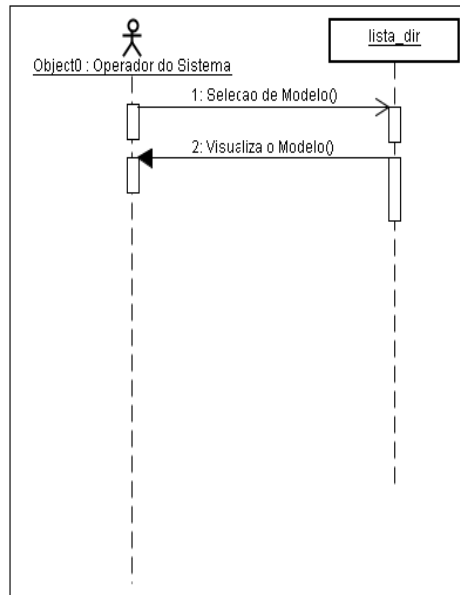 lista_dir
Object0 : Operador do Sistema
1: Selecao de Modelo()
2: Visualiza o Modelo()